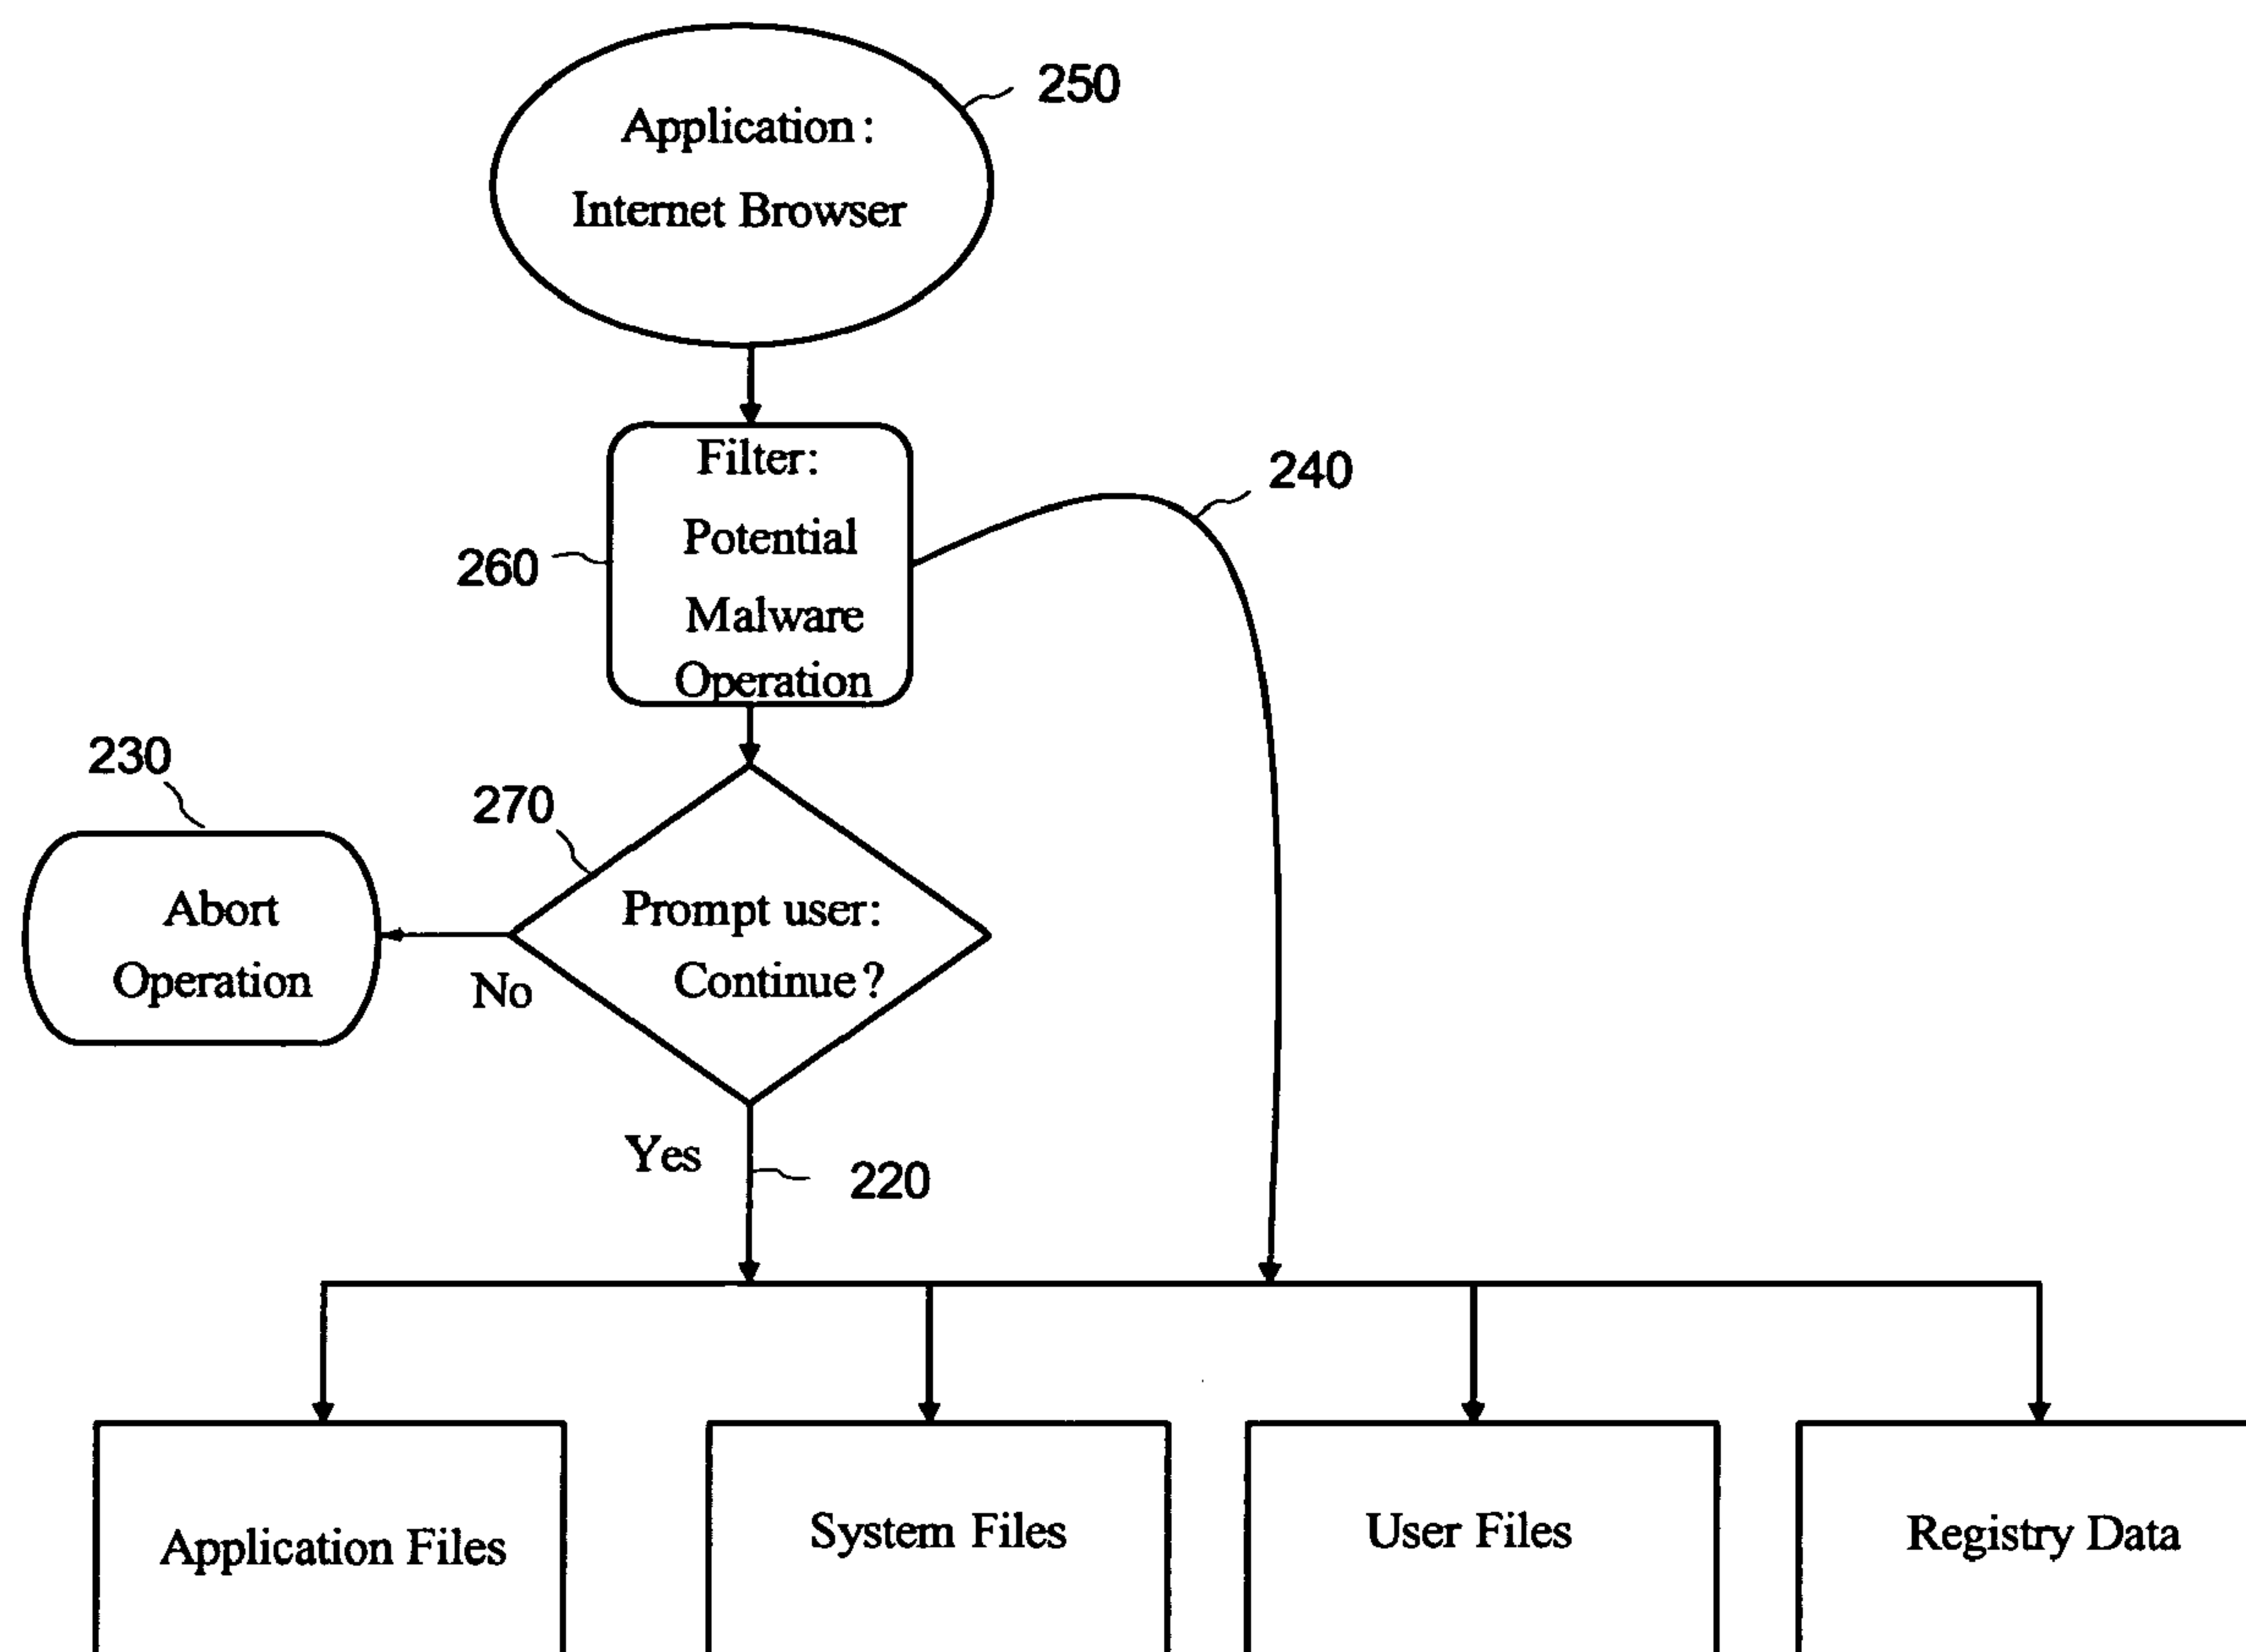 250
Application:
Internet Browser
Filter:
Potential
Malware
Operation
240
260
230
270
Abort
Operation
Prompt user:
Continue?
No
Yes
220
Application Files
System Files
User Files
Registry Data